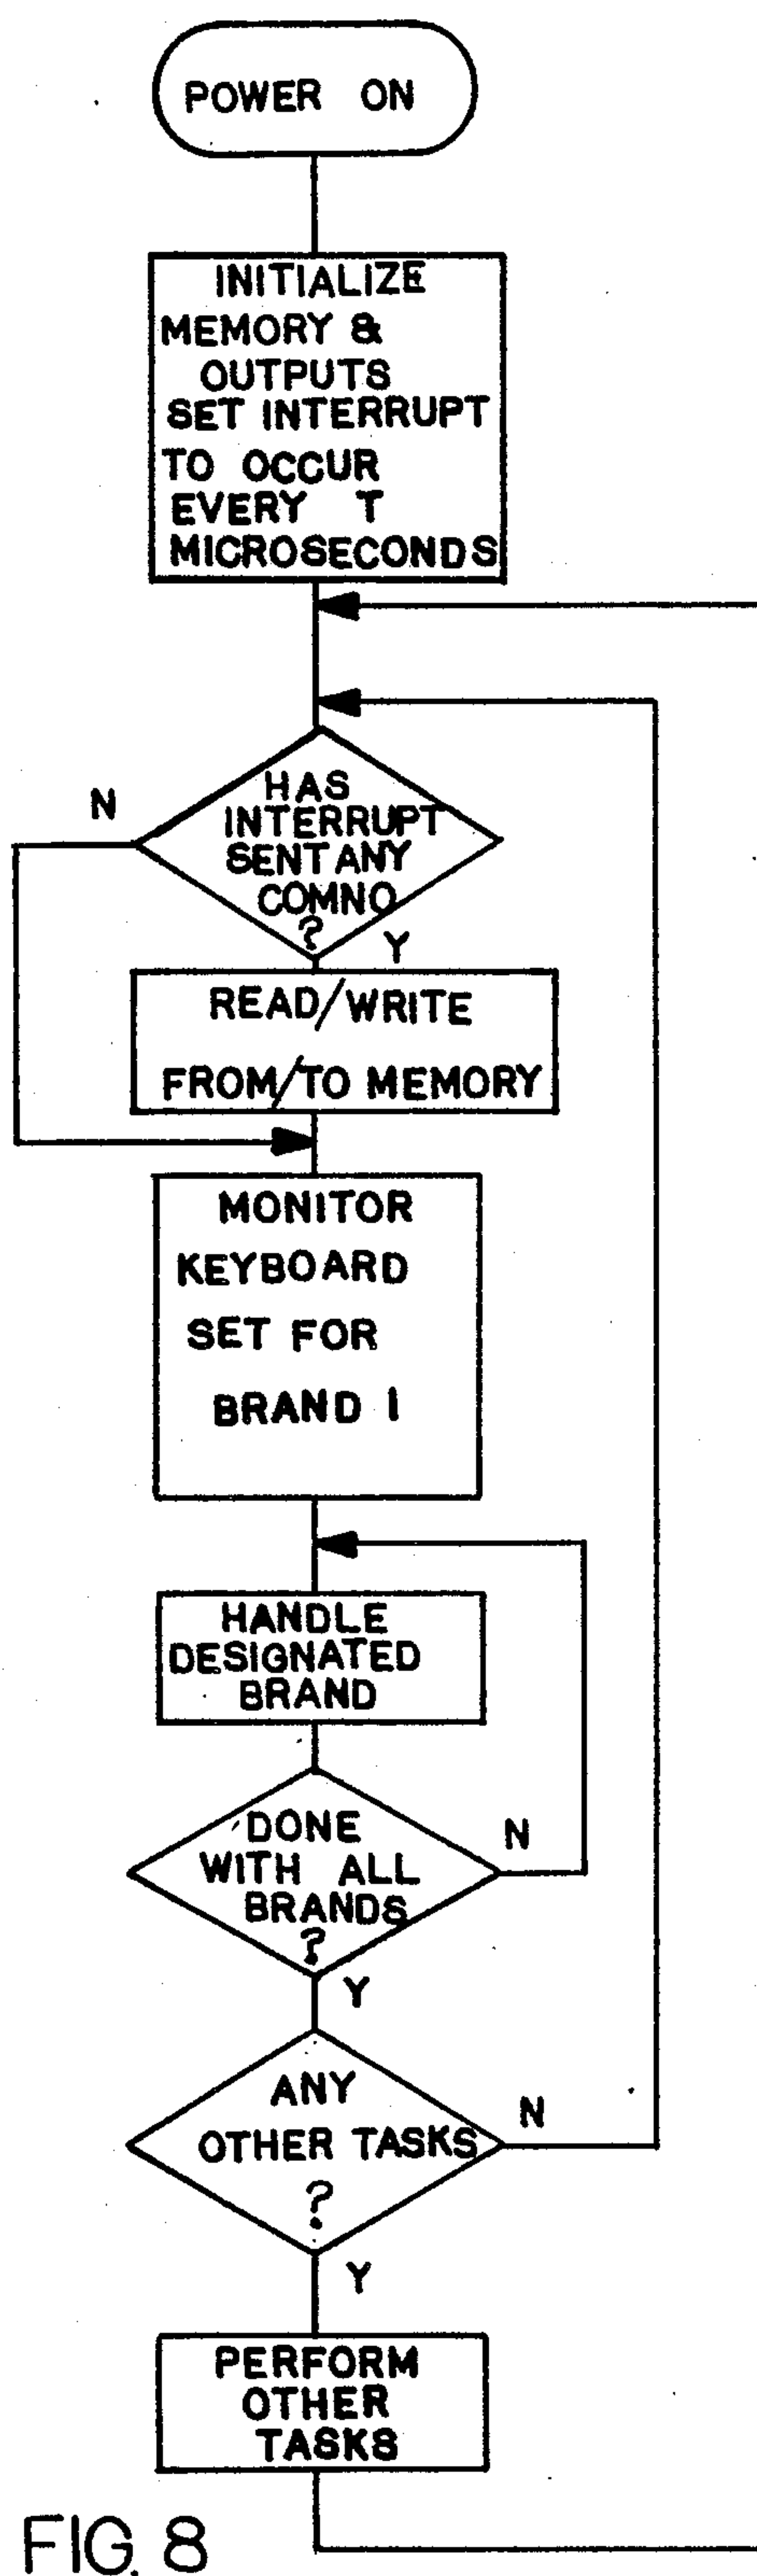 POWER ON
INITIALIZE
MEMORY &
OUTPUTS
SET INTERRUPT
TO OCCUR
EVERY T
MICROSECONDS
N
HAS
INTERRUPT
SENT ANY
COMNO
?
Y
READ/WRITE
FROM/TO MEMORY
MONITOR
KEYBOARD
SET FOR
BRAND 1
HANDLE
DESIGNATED
BRAND
DONE
WITH ALL
BRANDS
?
N
Y
ANY
OTHER TASKS
?
N
Y
PERFORM
OTHER
TASKS
FIG. 8